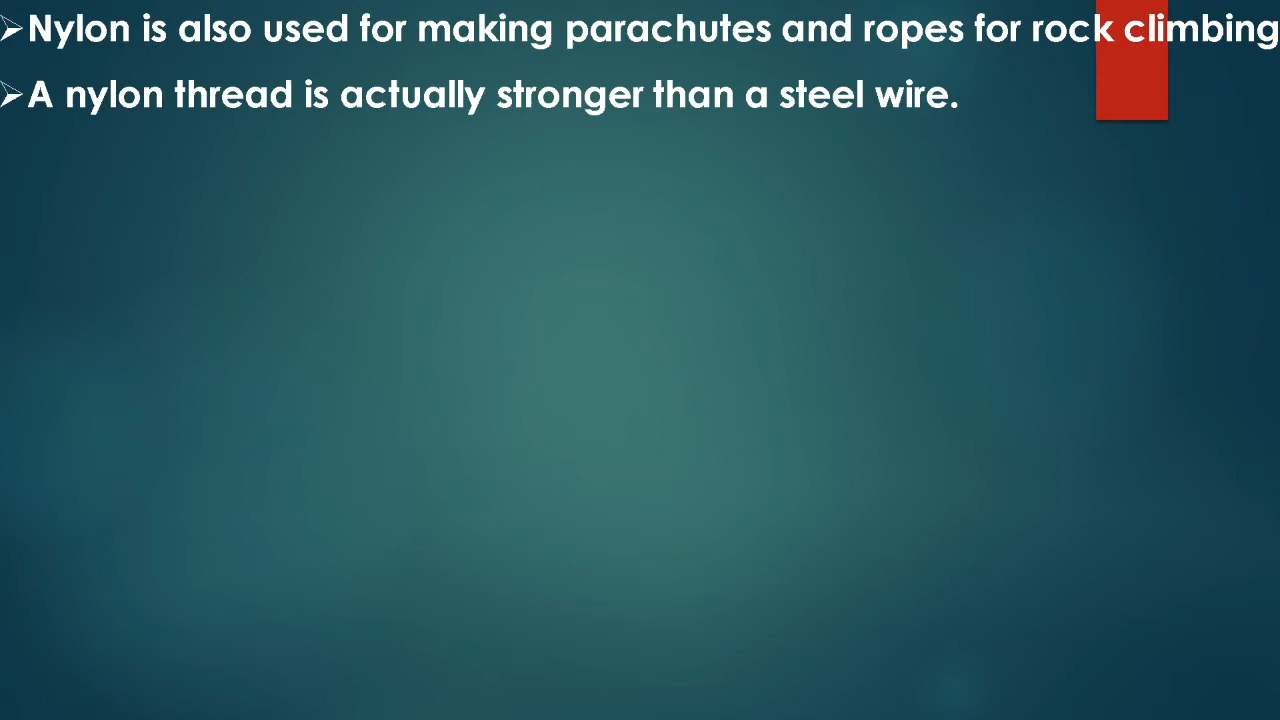 ➢Nylon is also used for making parachutes and ropes for rock climbing
➢A nylon thread is actually stronger than a steel wire.